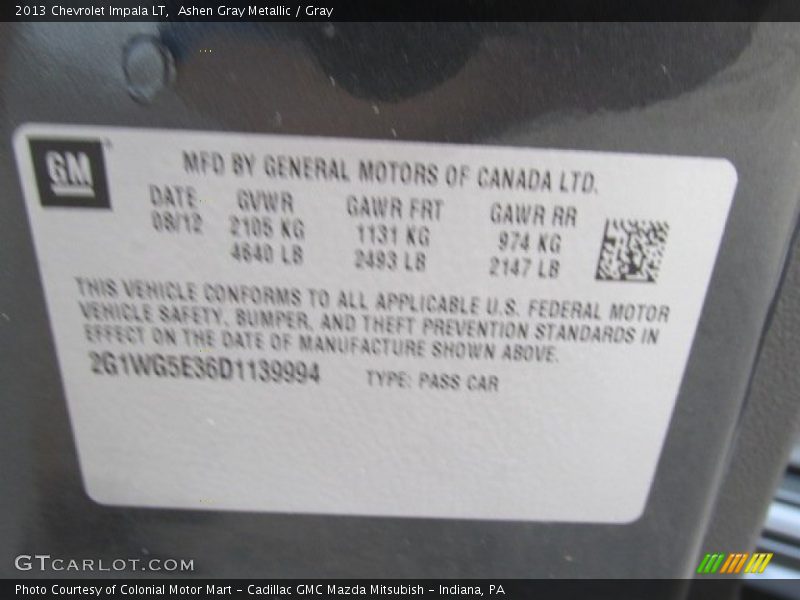 2013 Chevrolet Impala LT,  Ashen Gray Metallic / Gray
GM
MFD BY GENERAL MOTORS OF CANADA LTD.
DATE GVWR GAWR FRT GAWR RR
08/12 2105 KG 1131 KG 974 KG
4640 LB 2493 LB 2147 LB
THIS VEHICLE CONFORMS TO ALL APPLICABLE U.S. FEDERAL MOTOR
VEHICLE SAFETY, BUMPER, AND THEFT PREVENTION STANDARDS IN
EFFECT ON THE DATE OF MANUFACTURE SHOWN ABOVE.
2G1WG5E36D1139994 TYPE: PASS CAR
GTCARLOT.COM
Photo Courtesy of Colonial Motor Mart - Cadillac GMC Mazda Mitsubish - Indiana, PA